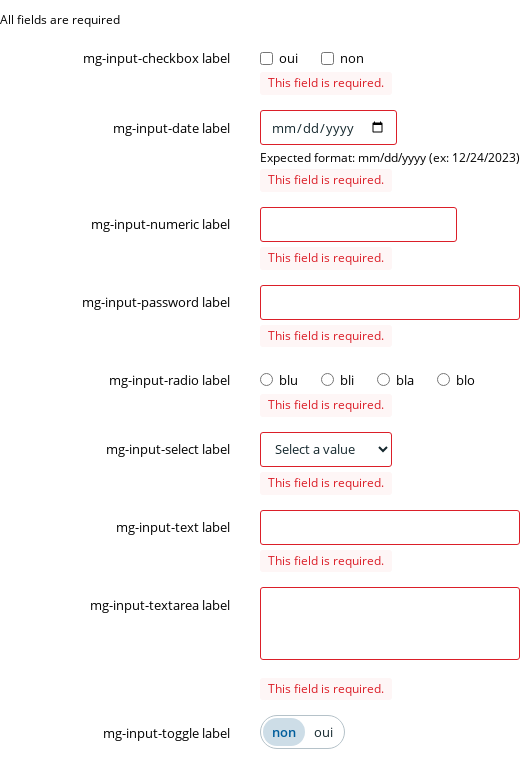 All fields are required
mg-input-checkbox label
oui non
This field is required.
mg-input-date label
mm/dd/yyyy
Expected format: mm/dd/yyyy (ex: 12/24/2023)
This field is required.
mg-input-numeric label
This field is required.
mg-input-password label
This field is required.
mg-input-radio label
blu bli bla blo
This field is required.
mg-input-select label
Select a value
This field is required.
mg-input-text label
This field is required.
mg-input-textarea label
This field is required.
mg-input-toggle label
non oui